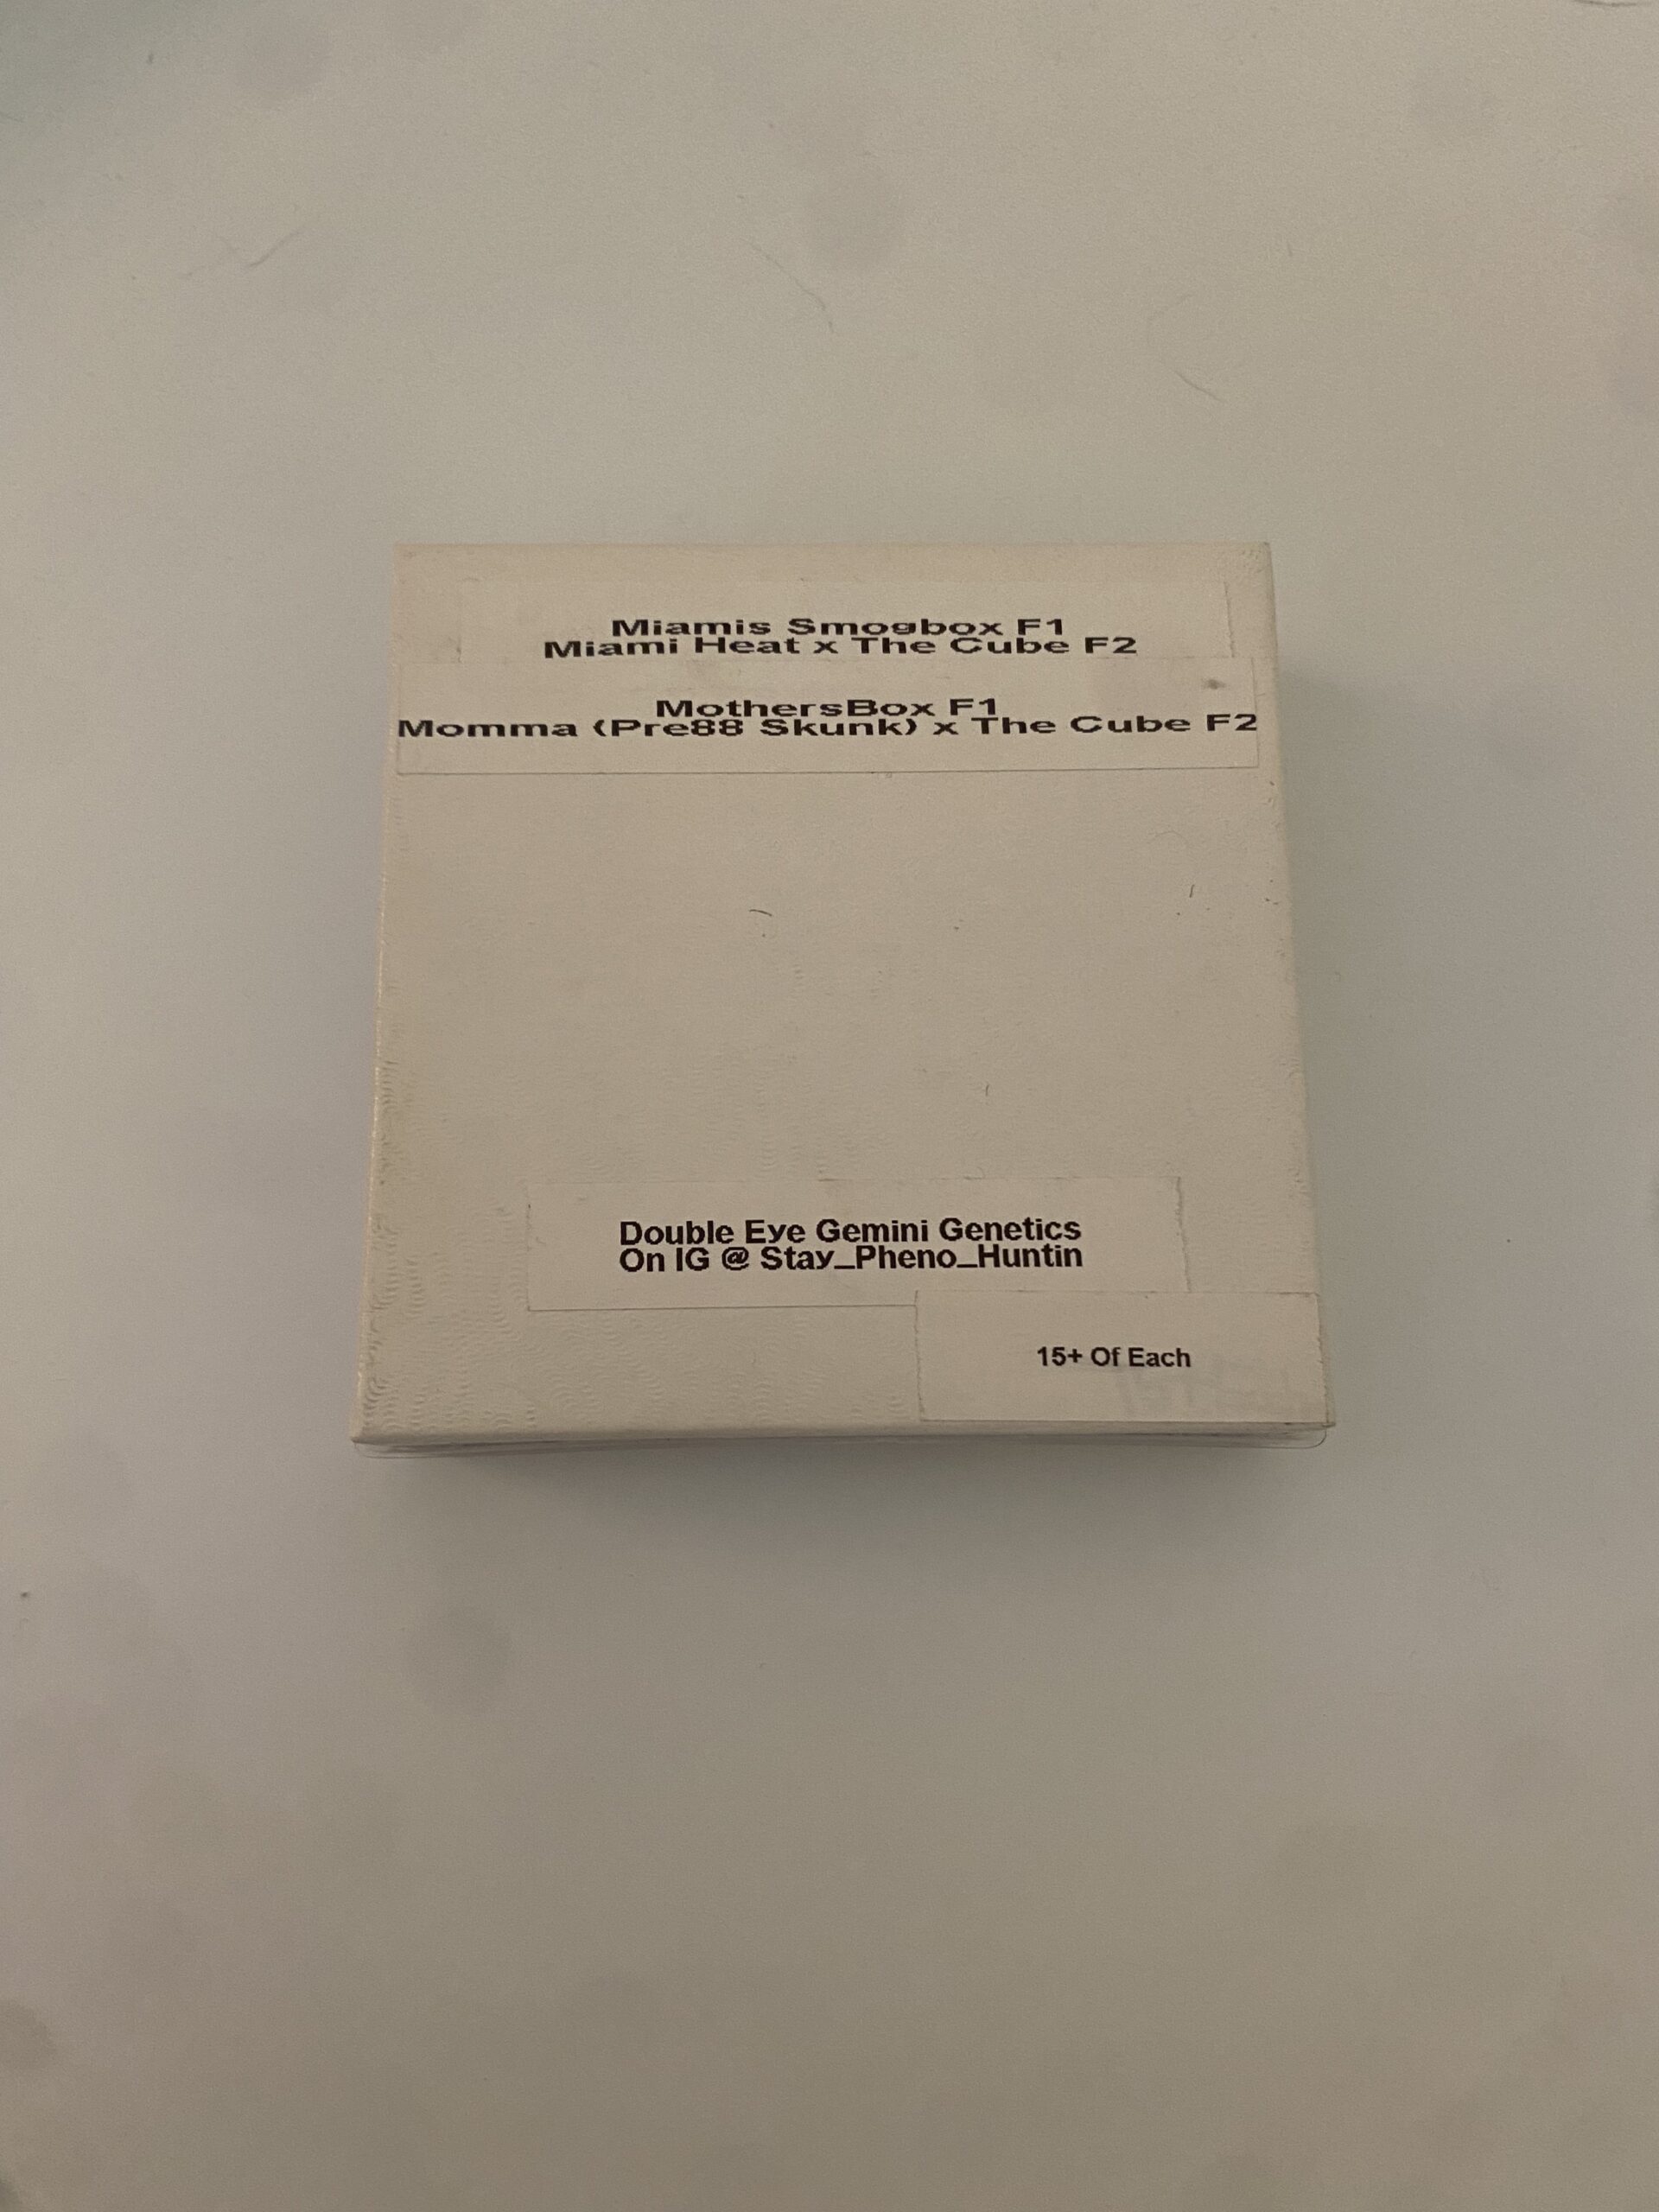 Miamis Smogbox F1
Miami Heat x The Cube F2
MothersBox F1
Momma (Pre88 Skunk) x The Cube F2
Double Eye Gemini Genetics
On IG @ Stay_Pheno_Huntin
15+ Of Each